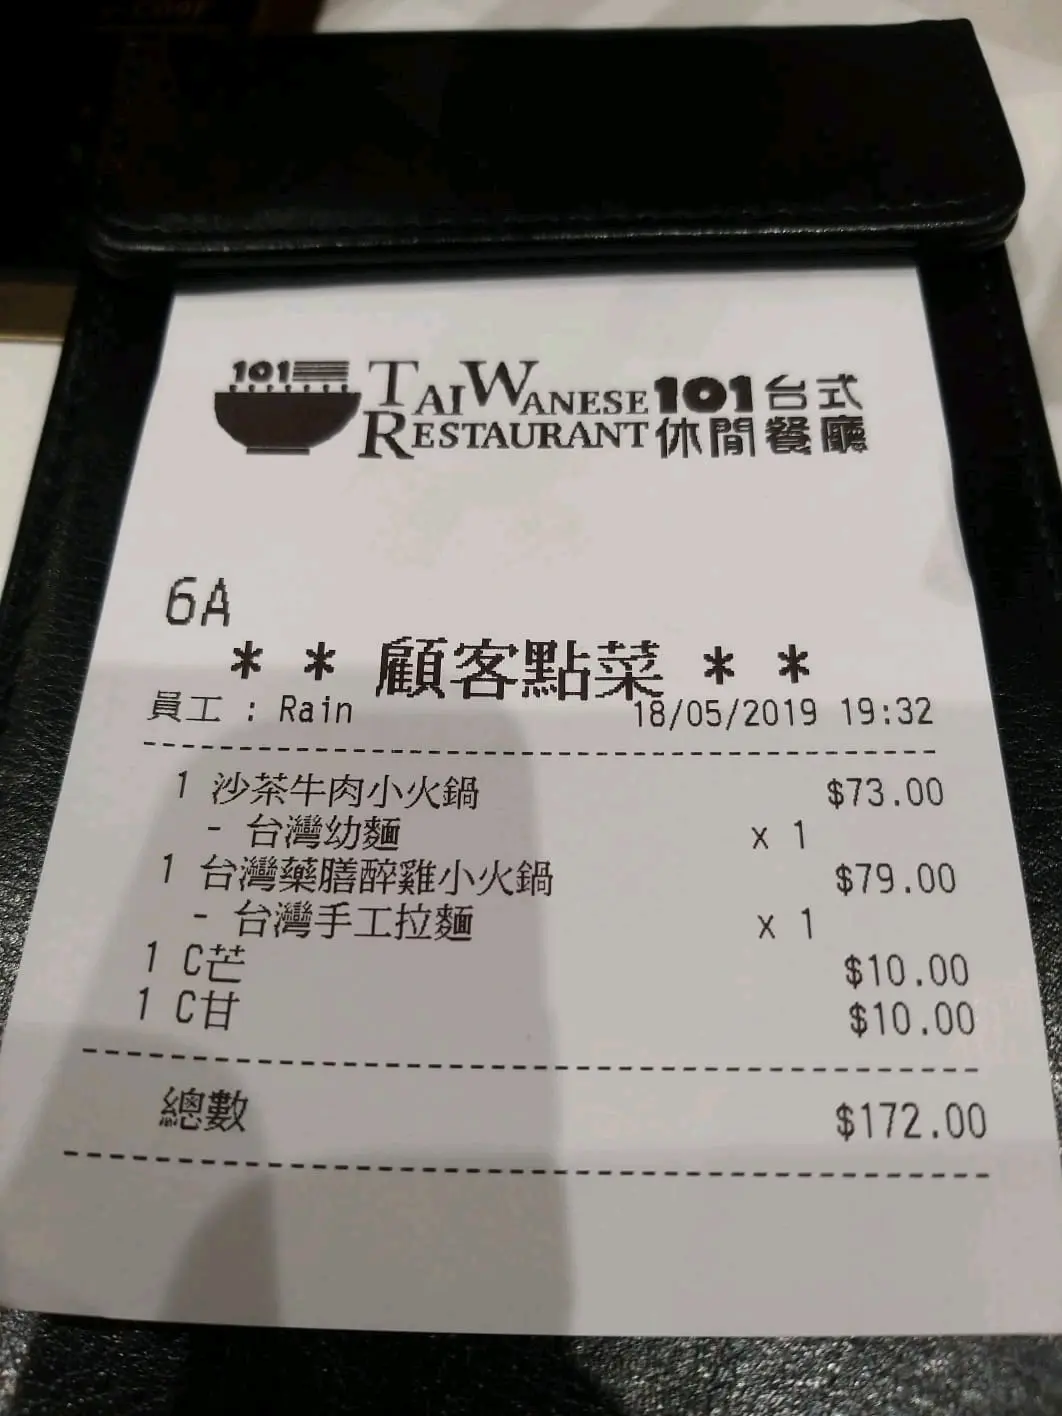 101
TAIWANESE 101台式
RESTAURANT 休閒餐廳
6A
* * 顧客點菜 * *
員工 : Rain 18/05/2019 19:32
1 沙茶牛肉小火鍋 $73.00
- 台灣幼麵 x 1
1 台灣藥膳醉雞小火鍋 $79.00
- 台灣手工拉麵 x 1
1 C芒 $10.00
1 C甘 $10.00
總數 $172.00